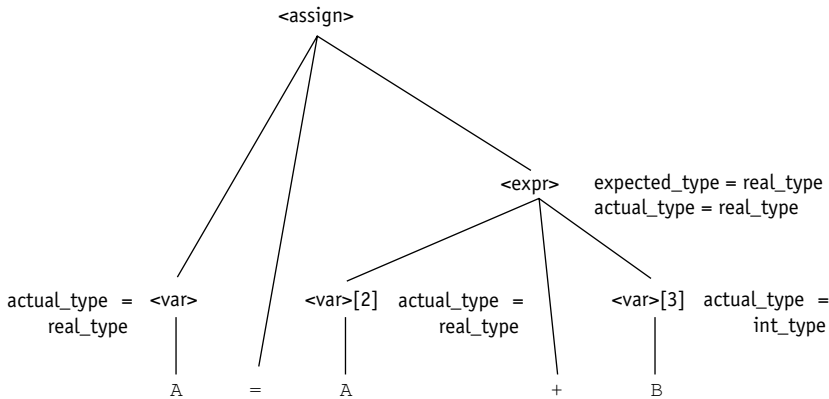 <assign>
<expr> expected_type = real_type
actual_type = real_type
actual_type = <var> <var>[2] actual_type = <var>[3] actual_type =
real_type real_type int_type
A = A + B